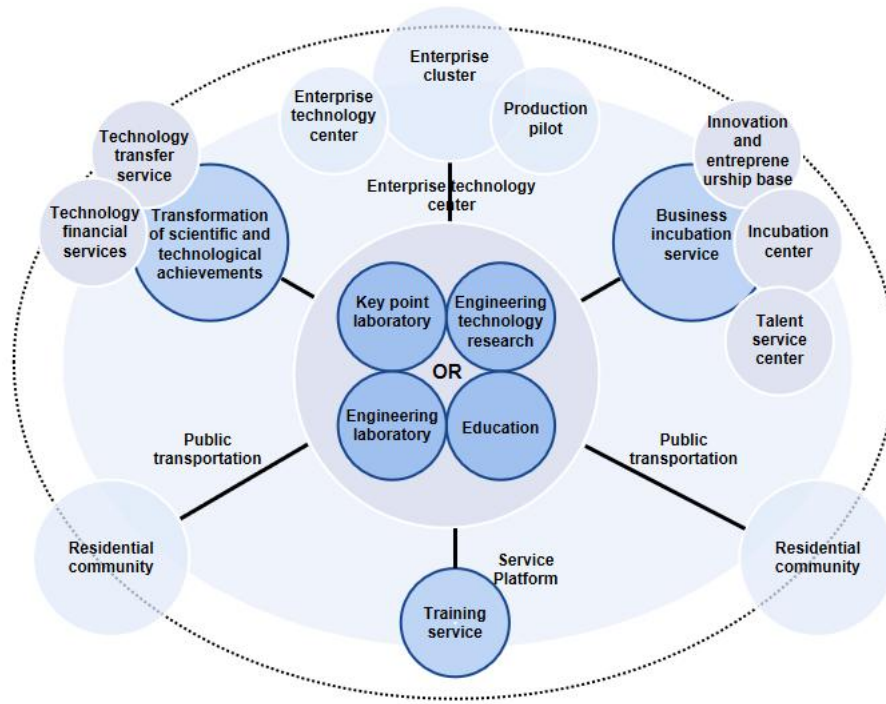 Enterprise
cluster
Enterprise
technology
center
Production
pilot
Technology
transfer
service
Innovation
and
entreprene
urship base
Technology
financial
services
Transformation
of scientific and
technological
achievements
Enterprise technology
center
Business
incubation
service
Incubation
center
Talent
service
center
Key point
laboratory
Engineering
technology
research
OR
Engineering
laboratory
Education
Public
transportation
Public
transportation
Residential
community
Service
Platform
Residential
community
Training
service